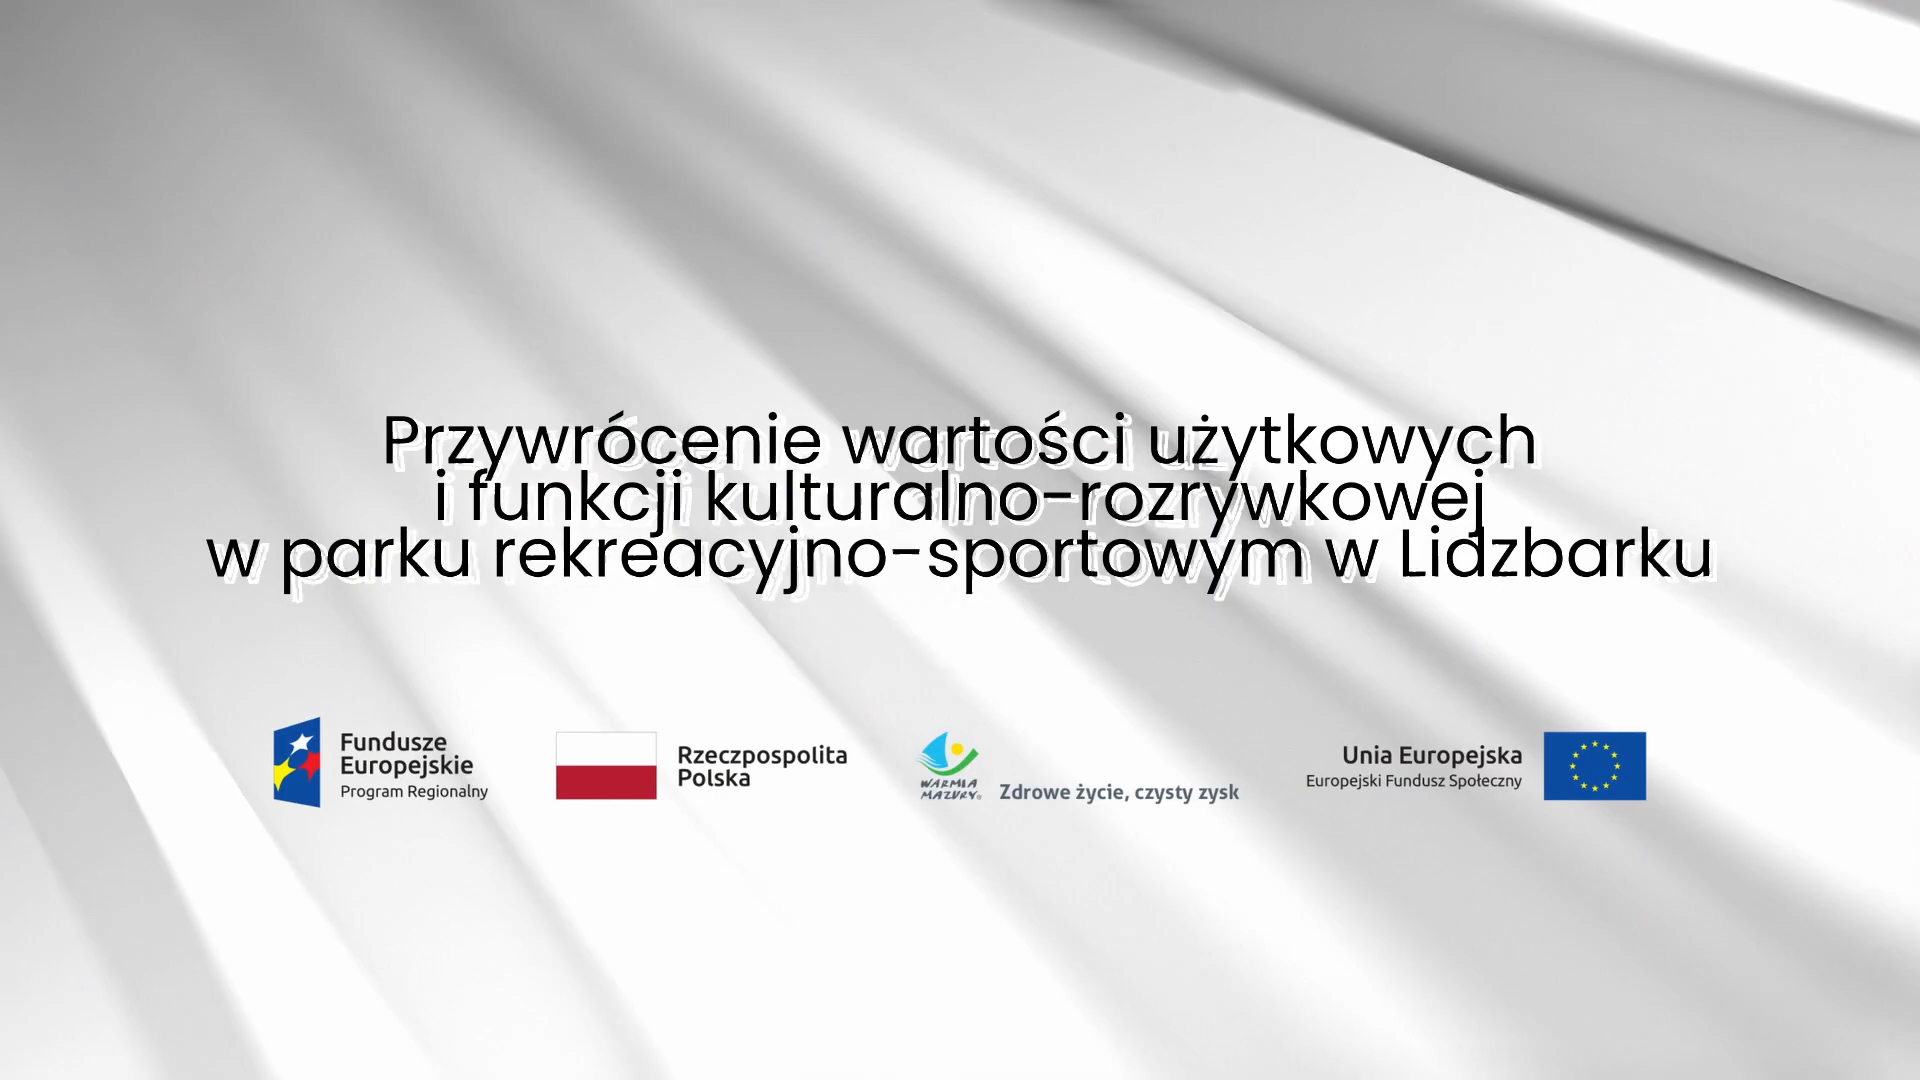 Przywrócenie wartości użytkowych
i funkcji kulturalno-rozrywkowej
w parku rekreacyjno-sportowym w Lidzbarku
Fundusze
Europejskie
Program Regionalny
Rzeczpospolita
Polska
WARMIA
MAZURY®
Zdrowe życie, czysty zysk
Unia Europejska
Europejski Fundusz Społeczny